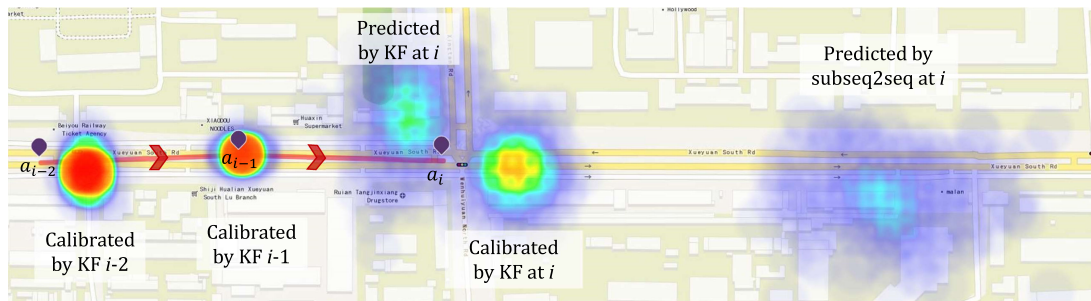 market
Hollywood
Predicted
by KF at i
Predicted by
subseq2seq at i
Beiyou Railway
Ticket Agency
XIAODOU
NOODLES
Huaxin
Supermarket
Xueyuan South Rd
Xueyuan South Rd
Xueyuan South Rd
Xueyuan South Rd
a_{i-2}
a_{i-1}
a_i
Shiji Hualian Xueyuan
South Lu Branch
Ruian Tangjinxiang
Drugstore
malan
Calibrated
by KF i-2
Calibrated
by KF i-1
Calibrated
by KF at i